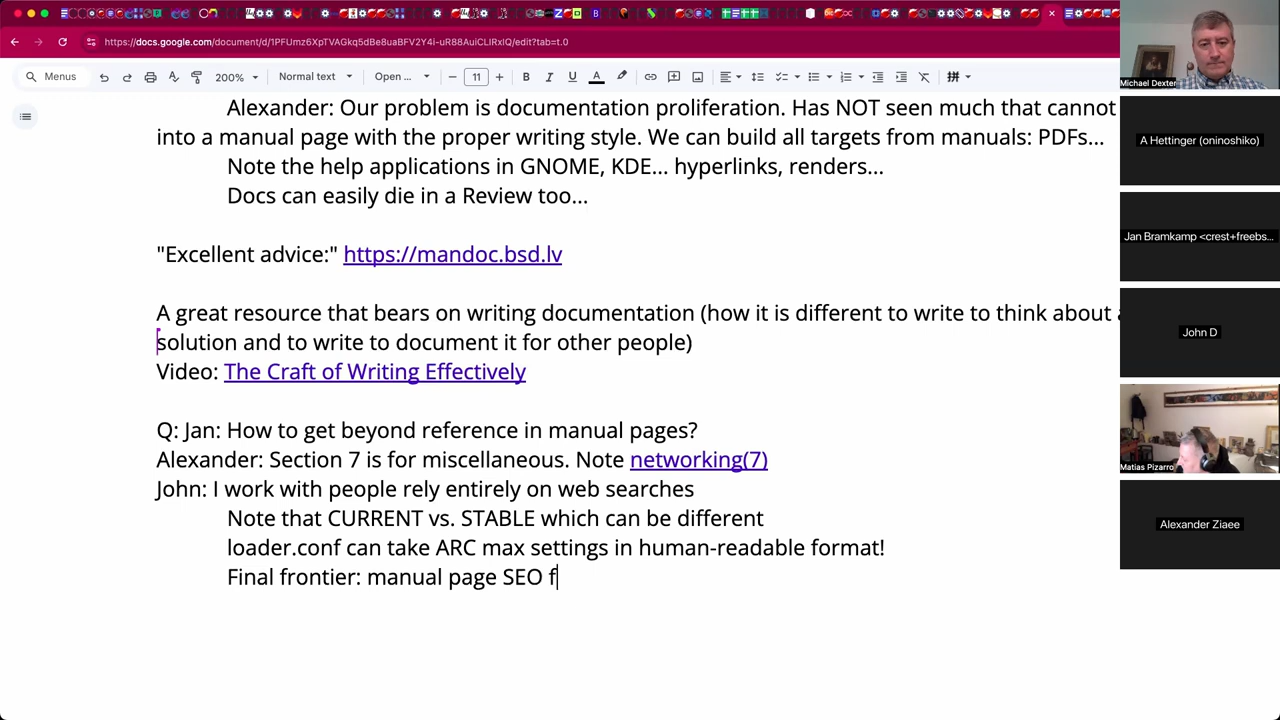 https://docs.google.com/document/d/1PFUmz6XpTVAGkq5dBe8uaBFV2Y4i-uR88AuiCLIRxIQ/edit?tab=t.0
Menus 200% Normal text Open ... 11 B I U A
Alexander: Our problem is documentation proliferation. Has NOT seen much that cannot
into a manual page with the proper writing style. We can build all targets from manuals: PDFs...
Note the help applications in GNOME, KDE... hyperlinks, renders...
Docs can easily die in a Review too...
"Excellent advice:" https://mandoc.bsd.lv
A great resource that bears on writing documentation (how it is different to write to think about a
solution and to write to document it for other people)
Video: The Craft of Writing Effectively
Q: Jan: How to get beyond reference in manual pages?
Alexander: Section 7 is for miscellaneous. Note networking(7)
John: I work with people rely entirely on web searches
Note that CURRENT vs. STABLE which can be different
loader.conf can take ARC max settings in human-readable format!
Final frontier: manual page SEO f
Michael Dexter
A Hettinger (oninoshiko)
Jan Bramkamp <crest+freebs...
John D
Matias Pizarro
Alexander Ziaee